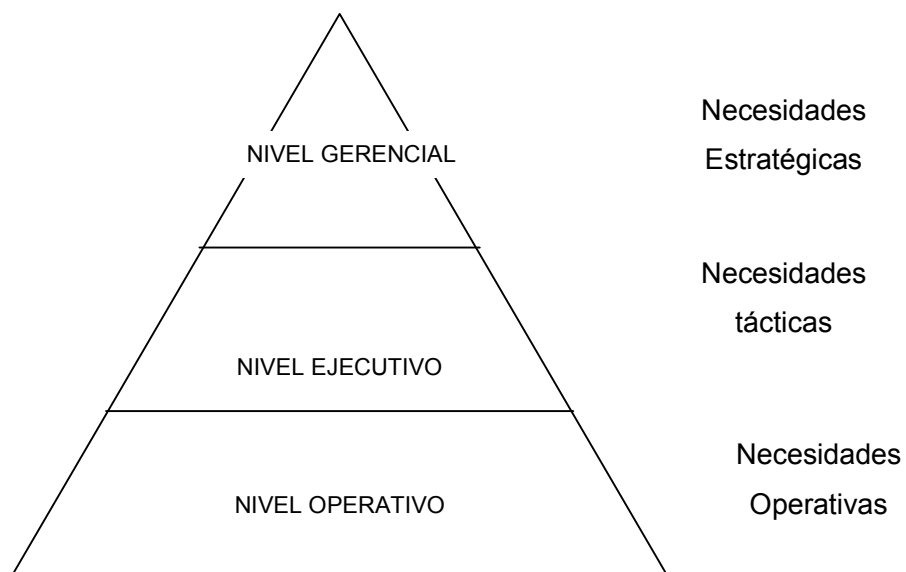 Necesidades
NIVEL GERENCIAL
Estratégicas
Necesidades
tácticas
NIVEL EJECUTIVO
Necesidades
NIVEL OPERATIVO
Operativas